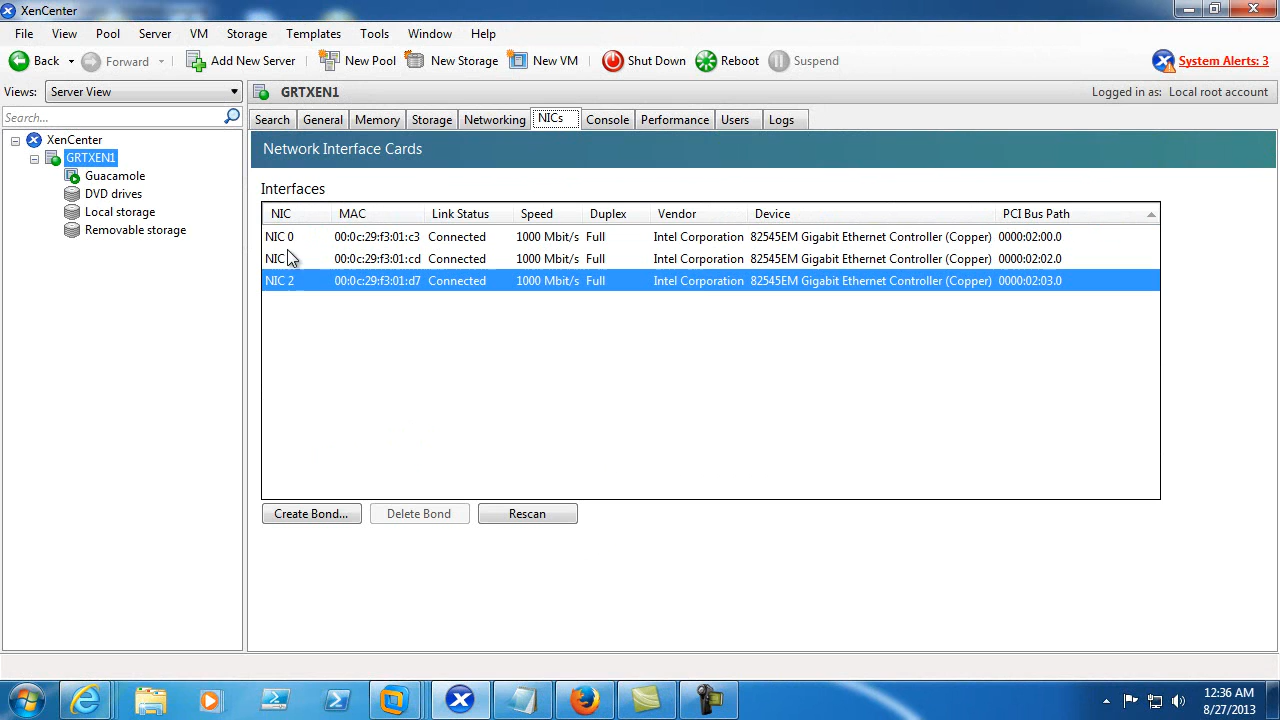 XenCenter
File View Pool Server VM Storage Templates Tools Window Help
Back Forward Add New Server New Pool New Storage New VM Shut Down Reboot Suspend System Alerts: 3
Views: Server View
Search...
XenCenter
GRTXEN1
Guacamole
DVD drives
Local storage
Removable storage
GRTXEN1 Logged in as: Local root account
Search General Memory Storage Networking NICs Console Performance Users Logs
Network Interface Cards
Interfaces
NIC MAC Link Status Speed Duplex Vendor Device PCI Bus Path
NIC 0 00:0c:29:f3:01:c3 Connected 1000 Mbit/s Full Intel Corporation 82545EM Gigabit Ethernet Controller (Copper) 0000:02:00.0
NIC 00:0c:29:f3:01:cd Connected 1000 Mbit/s Full Intel Corporation 82545EM Gigabit Ethernet Controller (Copper) 0000:02:02.0
NIC 2 00:0c:29:f3:01:d7 Connected 1000 Mbit/s Full Intel Corporation 82545EM Gigabit Ethernet Controller (Copper) 0000:02:03.0
Create Bond... Delete Bond Rescan
12:36 AM
8/27/2013